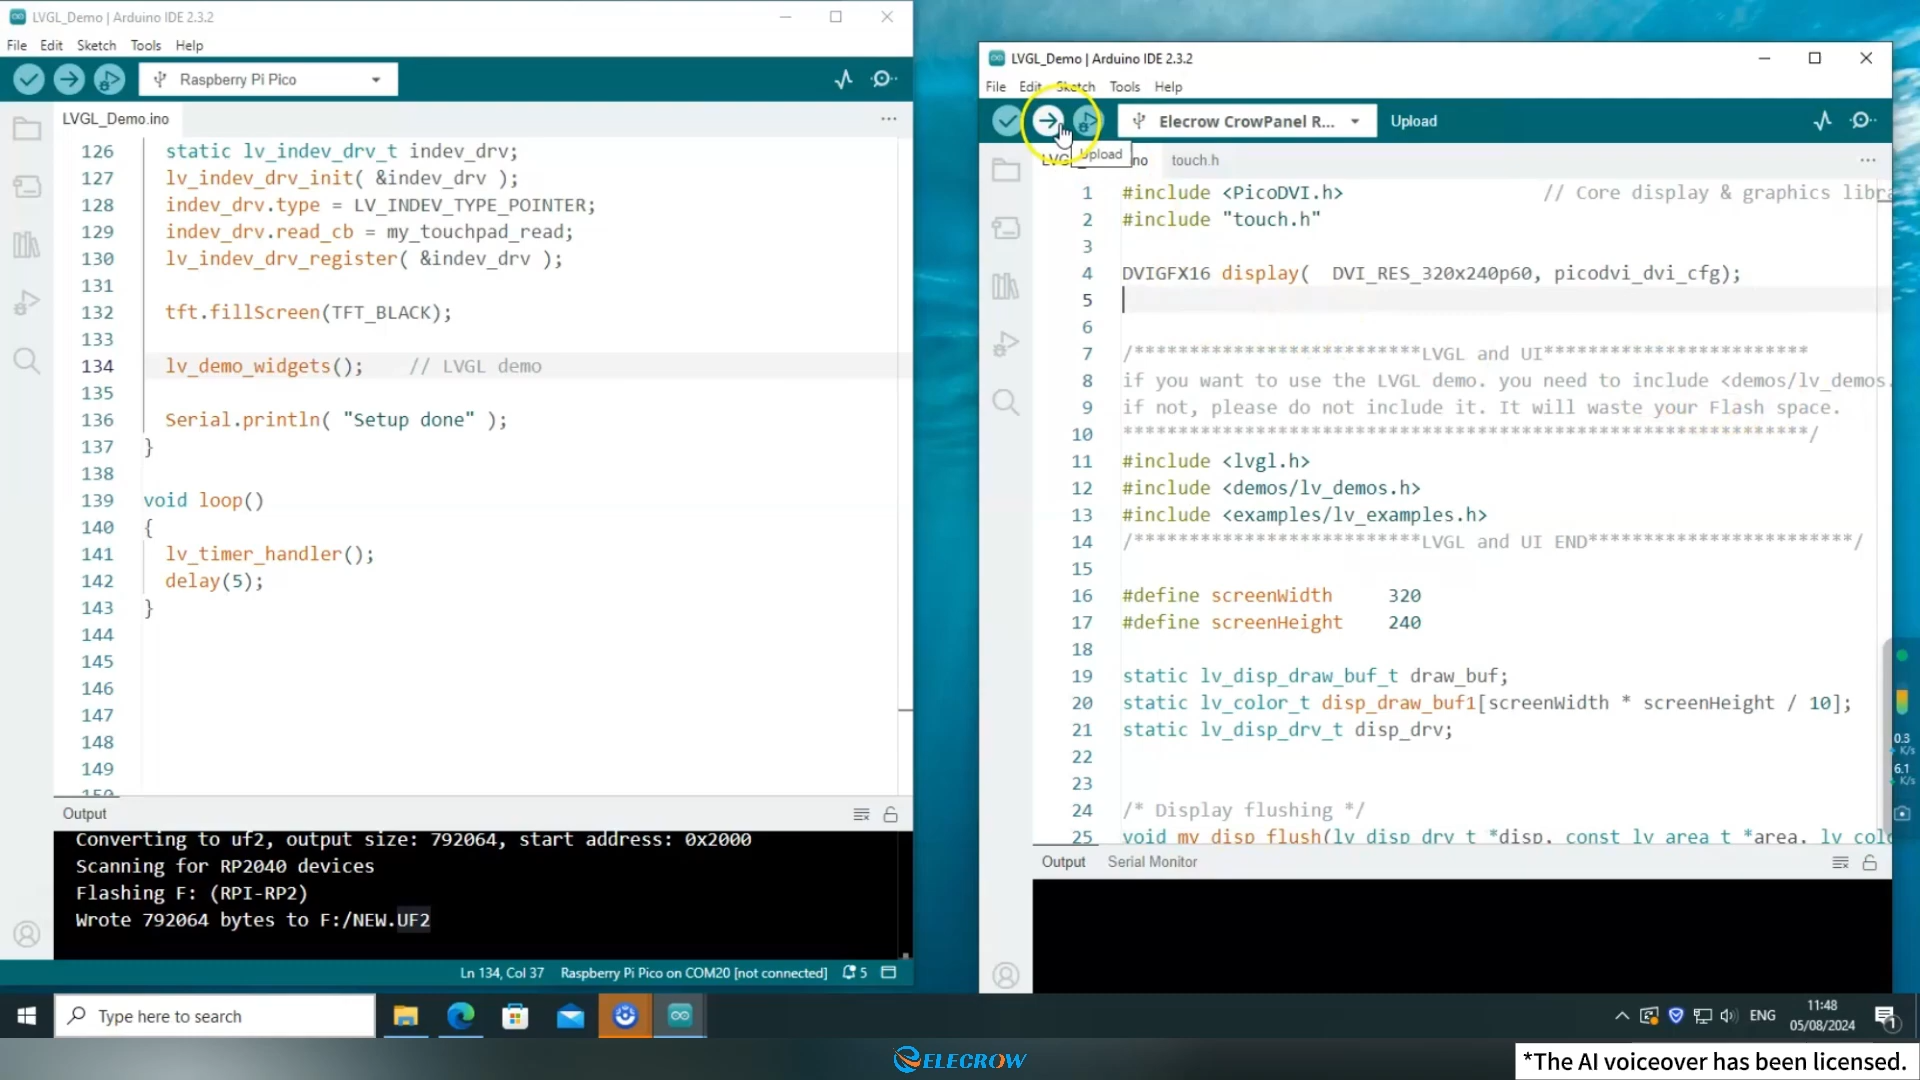 LVGL_Demo | Arduino IDE 2.3.2
File Edit Sketch Tools Help
Raspberry Pi Pico
LVGL_Demo.ino
126 static lv_indev_drv_t indev_drv;
127 lv_indev_drv_init( &indev_drv );
128 indev_drv.type = LV_INDEV_TYPE_POINTER;
129 indev_drv.read_cb = my_touchpad_read;
130 lv_indev_drv_register( &indev_drv );
131
132 tft.fillScreen(TFT_BLACK);
133
134 lv_demo_widgets(); // LVGL demo
135
136 Serial.println( "Setup done" );
137 }
138
139 void loop()
140 {
141 lv_timer_handler();
142 delay(5);
143 }
144
145
146
147
148
149
150
Output
Converting to uf2, output size: 792064, start address: 0x2000
Scanning for RP2040 devices
Flashing F: (RPI-RP2)
Wrote 792064 bytes to F:/NEW.UF2
Ln 134, Col 37 Raspberry Pi Pico on COM20 [not connected] 5
LVGL_Demo | Arduino IDE 2.3.2
File Edit Sketch Tools Help
Elecrow CrowPanel R... Upload
Upload
touch.h
1 #include <PicoDVI.h> // Core display & graphics libra
2 #include "touch.h"
3
4 DVIGFX16 display( DVI_RES_320x240p60, picodvi_dvi_cfg);
5
6
7 /**************************LVGL and UI************************
8 if you want to use the LVGL demo. you need to include <demos/lv_demos.
9 if not, please do not include it. It will waste your Flash space.
10 **************************************************************/
11 #include <lvgl.h>
12 #include <demos/lv_demos.h>
13 #include <examples/lv_examples.h>
14 /**************************LVGL and UI END************************/
15
16 #define screenWidth 320
17 #define screenHeight 240
18
19 static lv_disp_draw_buf_t draw_buf;
20 static lv_color_t disp_draw_buf1[screenWidth * screenHeight / 10];
21 static lv_disp_drv_t disp_drv;
22
23
24 /* Display flushing */
25 void my_disp_flush(lv_disp_drv_t *disp, const lv_area_t *area, lv_colo
Output Serial Monitor
0.3
K/s
6.1
K/s
Type here to search
ENG
11:48
05/08/2024
1
ELECROW
*The AI voiceover has been licensed.